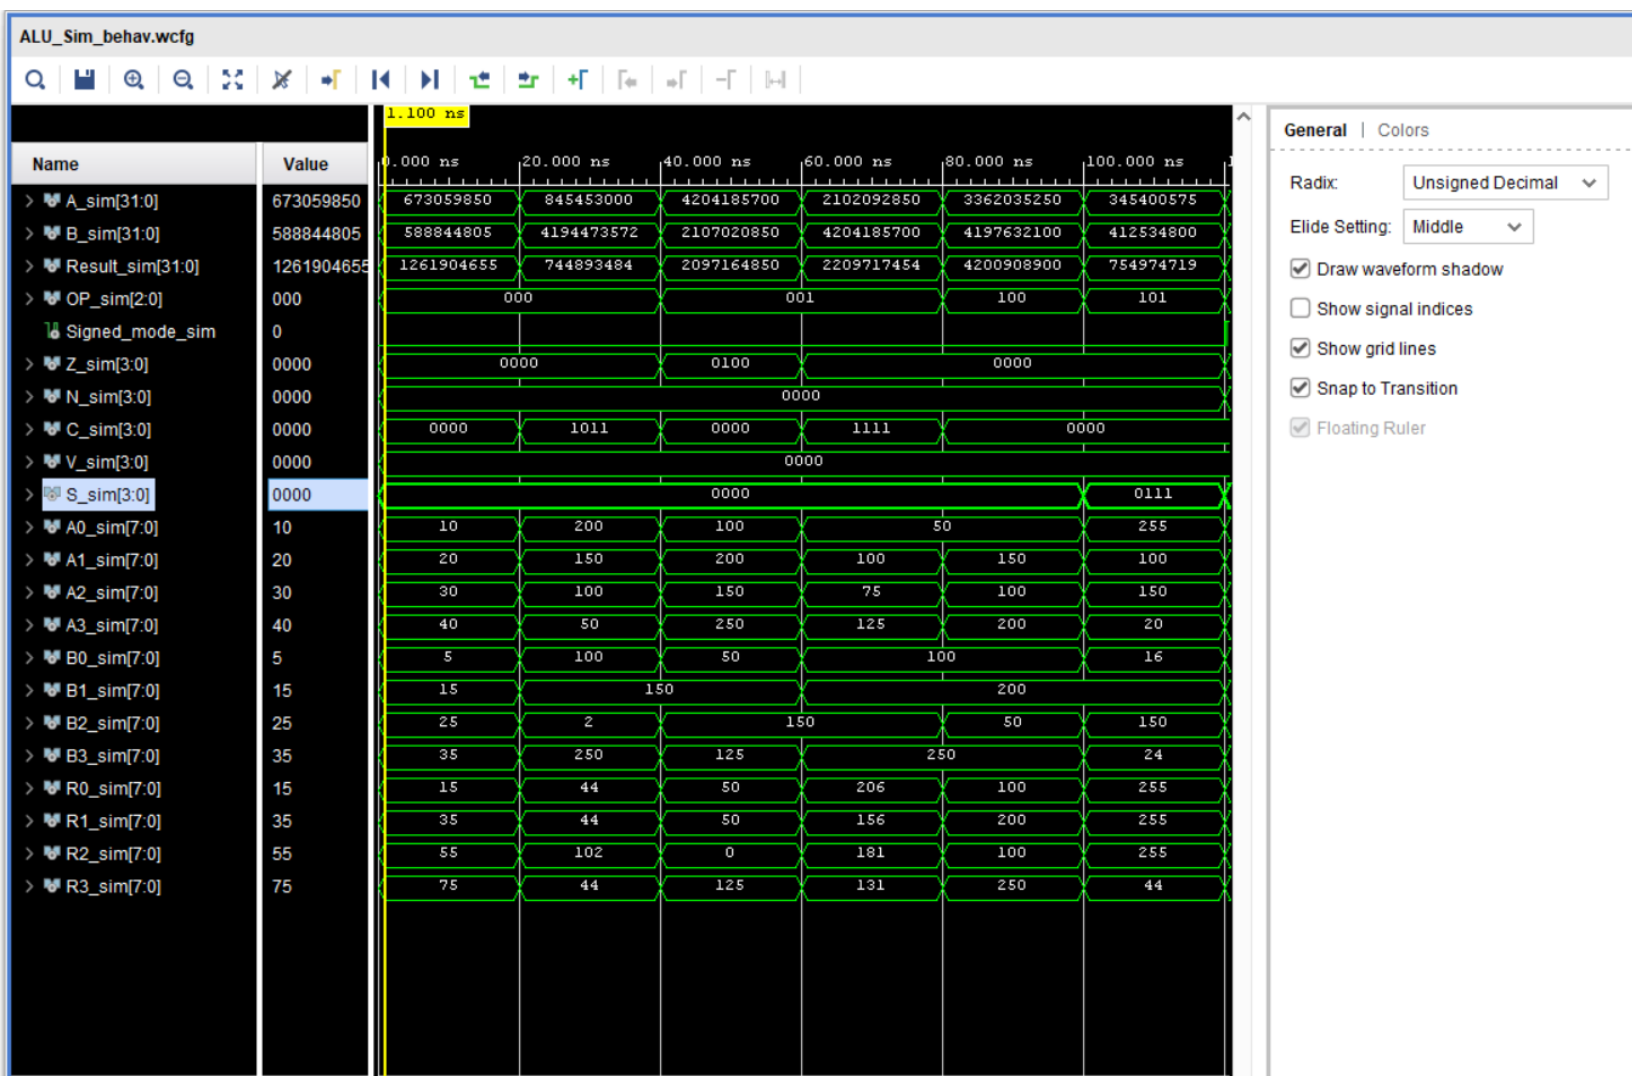 ALU_Sim_behav.wcfg
1.100 ns
Name Value 0.000 ns 20.000 ns 40.000 ns 60.000 ns 80.000 ns 100.000 ns
A_sim[31:0] 673059850 673059850 845453000 4204185700 2102092850 3362035250 345400575
B_sim[31:0] 588844805 588844805 4194473572 2107020850 4204185700 4197632100 412534800
Result_sim[31:0] 1261904655 1261904655 744893484 2097164850 2209717454 4200908900 754974719
OP_sim[2:0] 000 000 001 100 101
Signed_mode_sim 0
Z_sim[3:0] 0000 0000 0100 0000
N_sim[3:0] 0000 0000
C_sim[3:0] 0000 0000 1011 0000 1111 0000
V_sim[3:0] 0000 0000
S_sim[3:0] 0000 0000 0111
A0_sim[7:0] 10 10 200 100 50 255
A1_sim[7:0] 20 20 150 200 100 150 100
A2_sim[7:0] 30 30 100 150 75 100 150
A3_sim[7:0] 40 40 50 250 125 200 20
B0_sim[7:0] 5 5 100 50 100 16
B1_sim[7:0] 15 15 150 200
B2_sim[7:0] 25 25 2 150 50 150
B3_sim[7:0] 35 35 250 125 250 24
R0_sim[7:0] 15 15 44 50 206 100 255
R1_sim[7:0] 35 35 44 50 156 200 255
R2_sim[7:0] 55 55 102 0 181 100 255
R3_sim[7:0] 75 75 44 125 131 250 44
General | Colors
Radix: Unsigned Decimal
Elide Setting: Middle
Draw waveform shadow
Show signal indices
Show grid lines
Snap to Transition
Floating Ruler